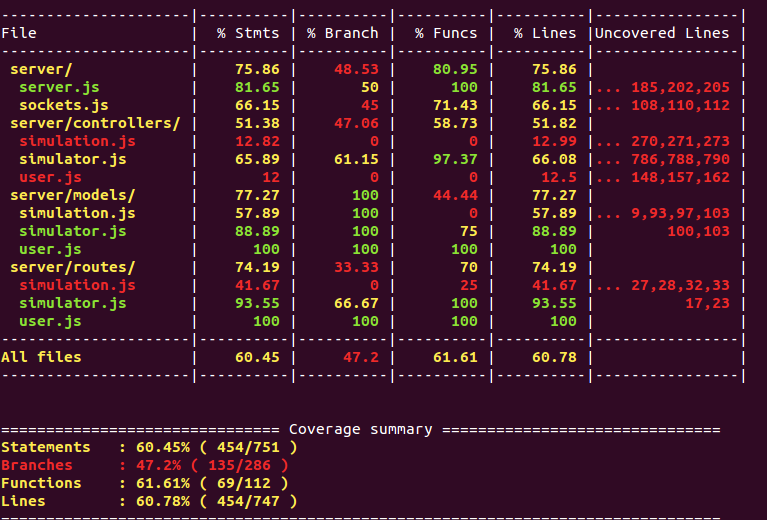 ---------------------|----------|----------|----------|----------|----------------|
File                 |  % Stmts | % Branch |  % Funcs |  % Lines |Uncovered Lines |
---------------------|----------|----------|----------|----------|----------------|
 server/             |    75.86 |    48.53 |    80.95 |    75.86 |                |
  server.js          |    81.65 |       50 |      100 |    81.65 |... 185,202,205 |
  sockets.js         |    66.15 |       45 |    71.43 |    66.15 |... 108,110,112 |
 server/controllers/ |    51.38 |    47.06 |    58.73 |    51.82 |                |
  simulation.js      |    12.82 |        0 |        0 |    12.99 |... 270,271,273 |
  simulator.js       |    65.89 |    61.15 |    97.37 |    66.08 |... 786,788,790 |
  user.js            |       12 |        0 |        0 |     12.5 |... 148,157,162 |
 server/models/      |    77.27 |      100 |    44.44 |    77.27 |                |
  simulation.js      |    57.89 |      100 |        0 |    57.89 |... 9,93,97,103 |
  simulator.js       |    88.89 |      100 |       75 |    88.89 |        100,103 |
  user.js            |      100 |      100 |      100 |      100 |                |
 server/routes/      |    74.19 |    33.33 |       70 |    74.19 |                |
  simulation.js      |    41.67 |        0 |       25 |    41.67 |... 27,28,32,33 |
  simulator.js       |    93.55 |    66.67 |      100 |    93.55 |          17,23 |
  user.js            |      100 |      100 |      100 |      100 |                |
---------------------|----------|----------|----------|----------|----------------|
All files            |    60.45 |     47.2 |    61.61 |    60.78 |                |
---------------------|----------|----------|----------|----------|----------------|
=============================== Coverage summary ===============================
Statements   : 60.45% ( 454/751 )
Branches     : 47.2% ( 135/286 )
Functions    : 61.61% ( 69/112 )
Lines        : 60.78% ( 454/747 )
================================================================================